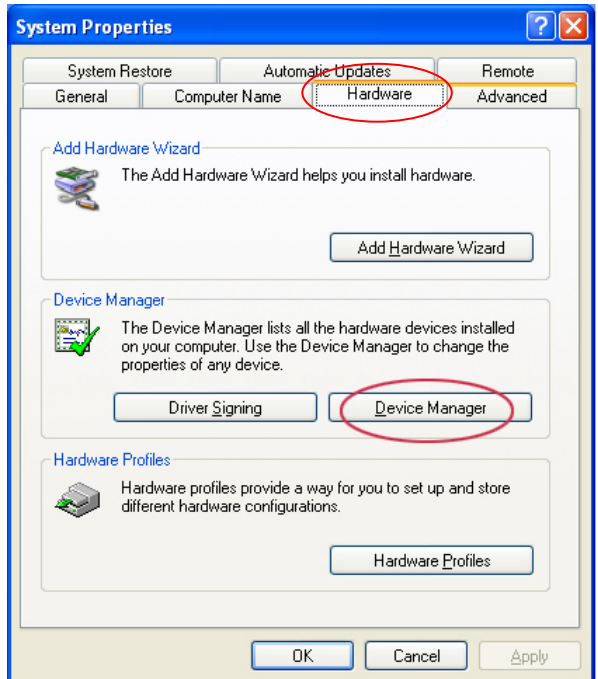 System Properties
System Restore
Automatic Updates
Remote
General
Computer Name
Hardware
Advanced
Add Hardware Wizard
The Add Hardware Wizard helps you install hardware.
Add Hardware Wizard
Device Manager
The Device Manager lists all the hardware devices installed
on your computer. Use the Device Manager to change the
properties of any device.
Driver Signing
Device Manager
Hardware Profiles
Hardware profiles provide a way for you to set up and store
different hardware configurations.
Hardware Profiles
OK
Cancel
Apply